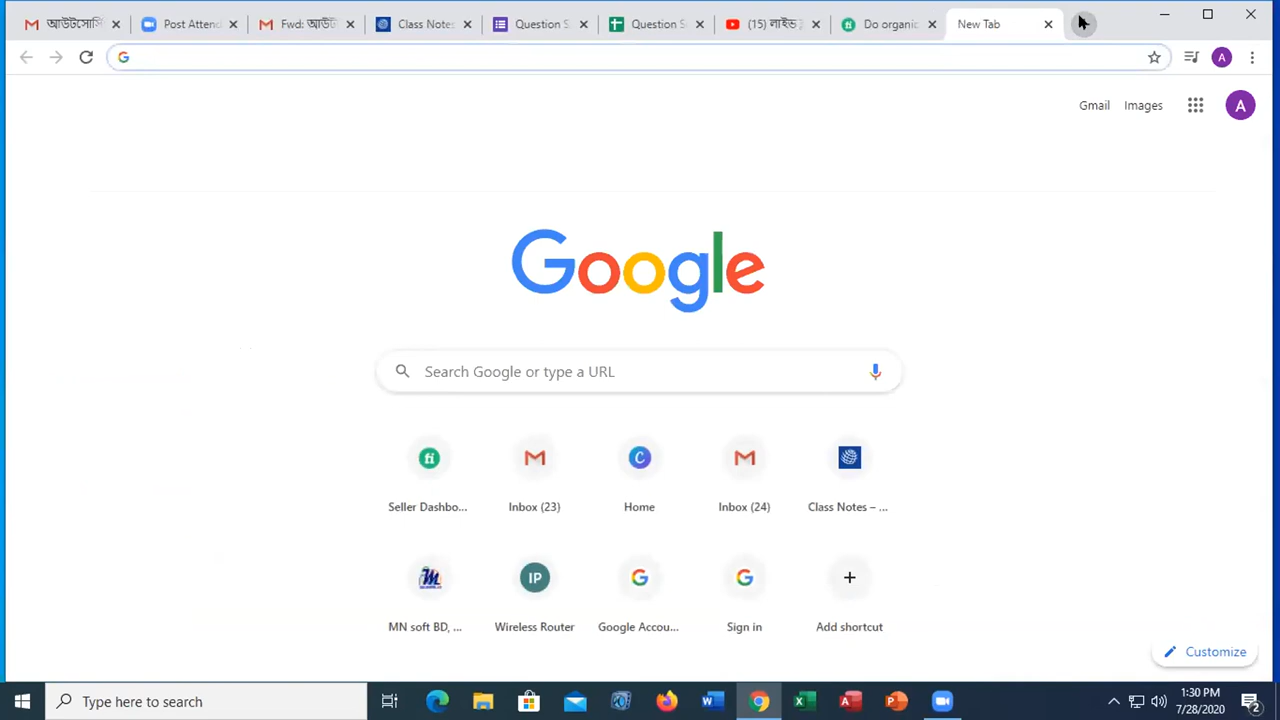 আউটসোর্সি
Post Attend
Fwd: আউট
Class Notes
Question S
Question S
(15) লাইভ
Do organic
New Tab
A
Gmail
Images
A
Google
Search Google or type a URL
Seller Dashbo...
Inbox (23)
Home
Inbox (24)
Class Notes – ...
MN soft BD, ...
IP
Wireless Router
Google Accou...
Sign in
Add shortcut
Customize
Type here to search
1:30 PM
7/28/2020
2